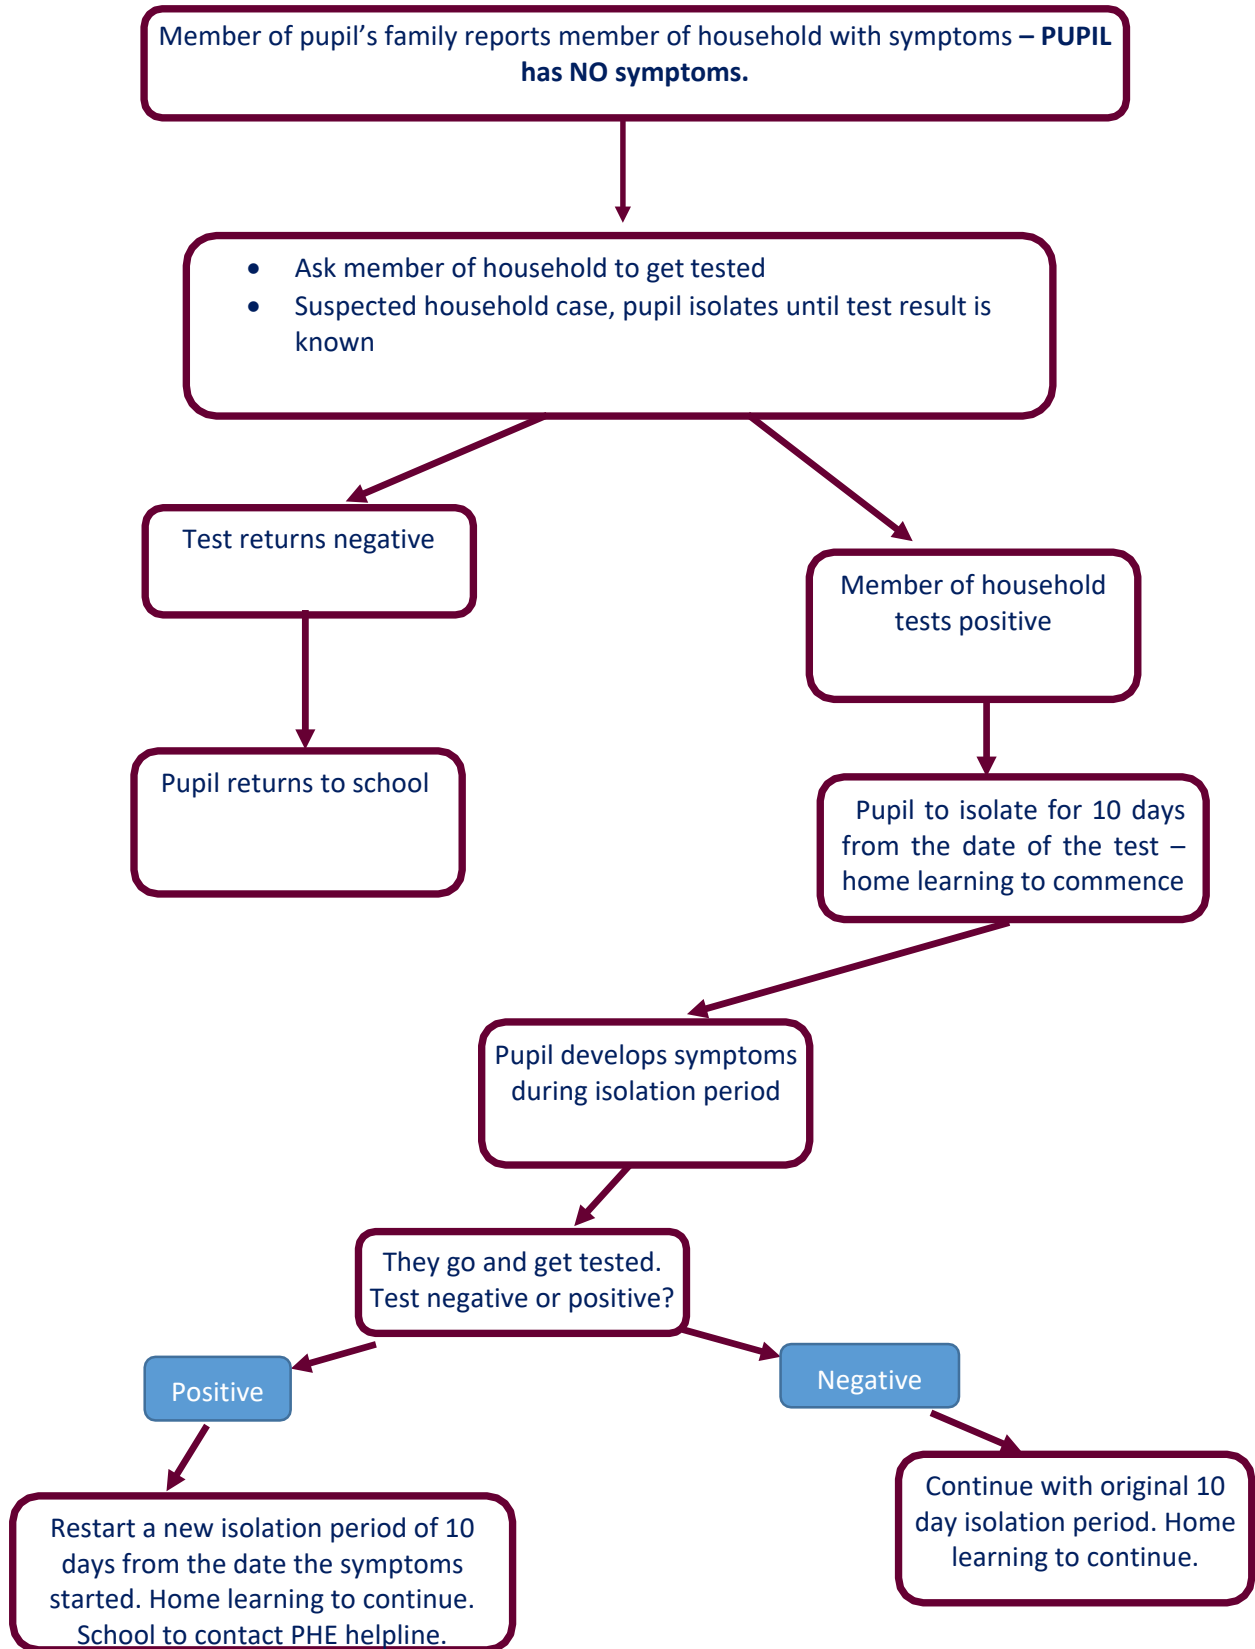 Member of pupil’s family reports member of household with symptoms – PUPIL
has NO symptoms.
• Ask member of household to get tested
• Suspected household case, pupil isolates until test result is
known
Test returns negative
Member of household
tests positive
Pupil returns to school
Pupil to isolate for 10 days
from the date of the test –
home learning to commence
Pupil develops symptoms
during isolation period
They go and get tested.
Test negative or positive?
Positive
Negative
Restart a new isolation period of 10
days from the date the symptoms
started. Home learning to continue.
School to contact PHE helpline.
Continue with original 10
day isolation period. Home
learning to continue.